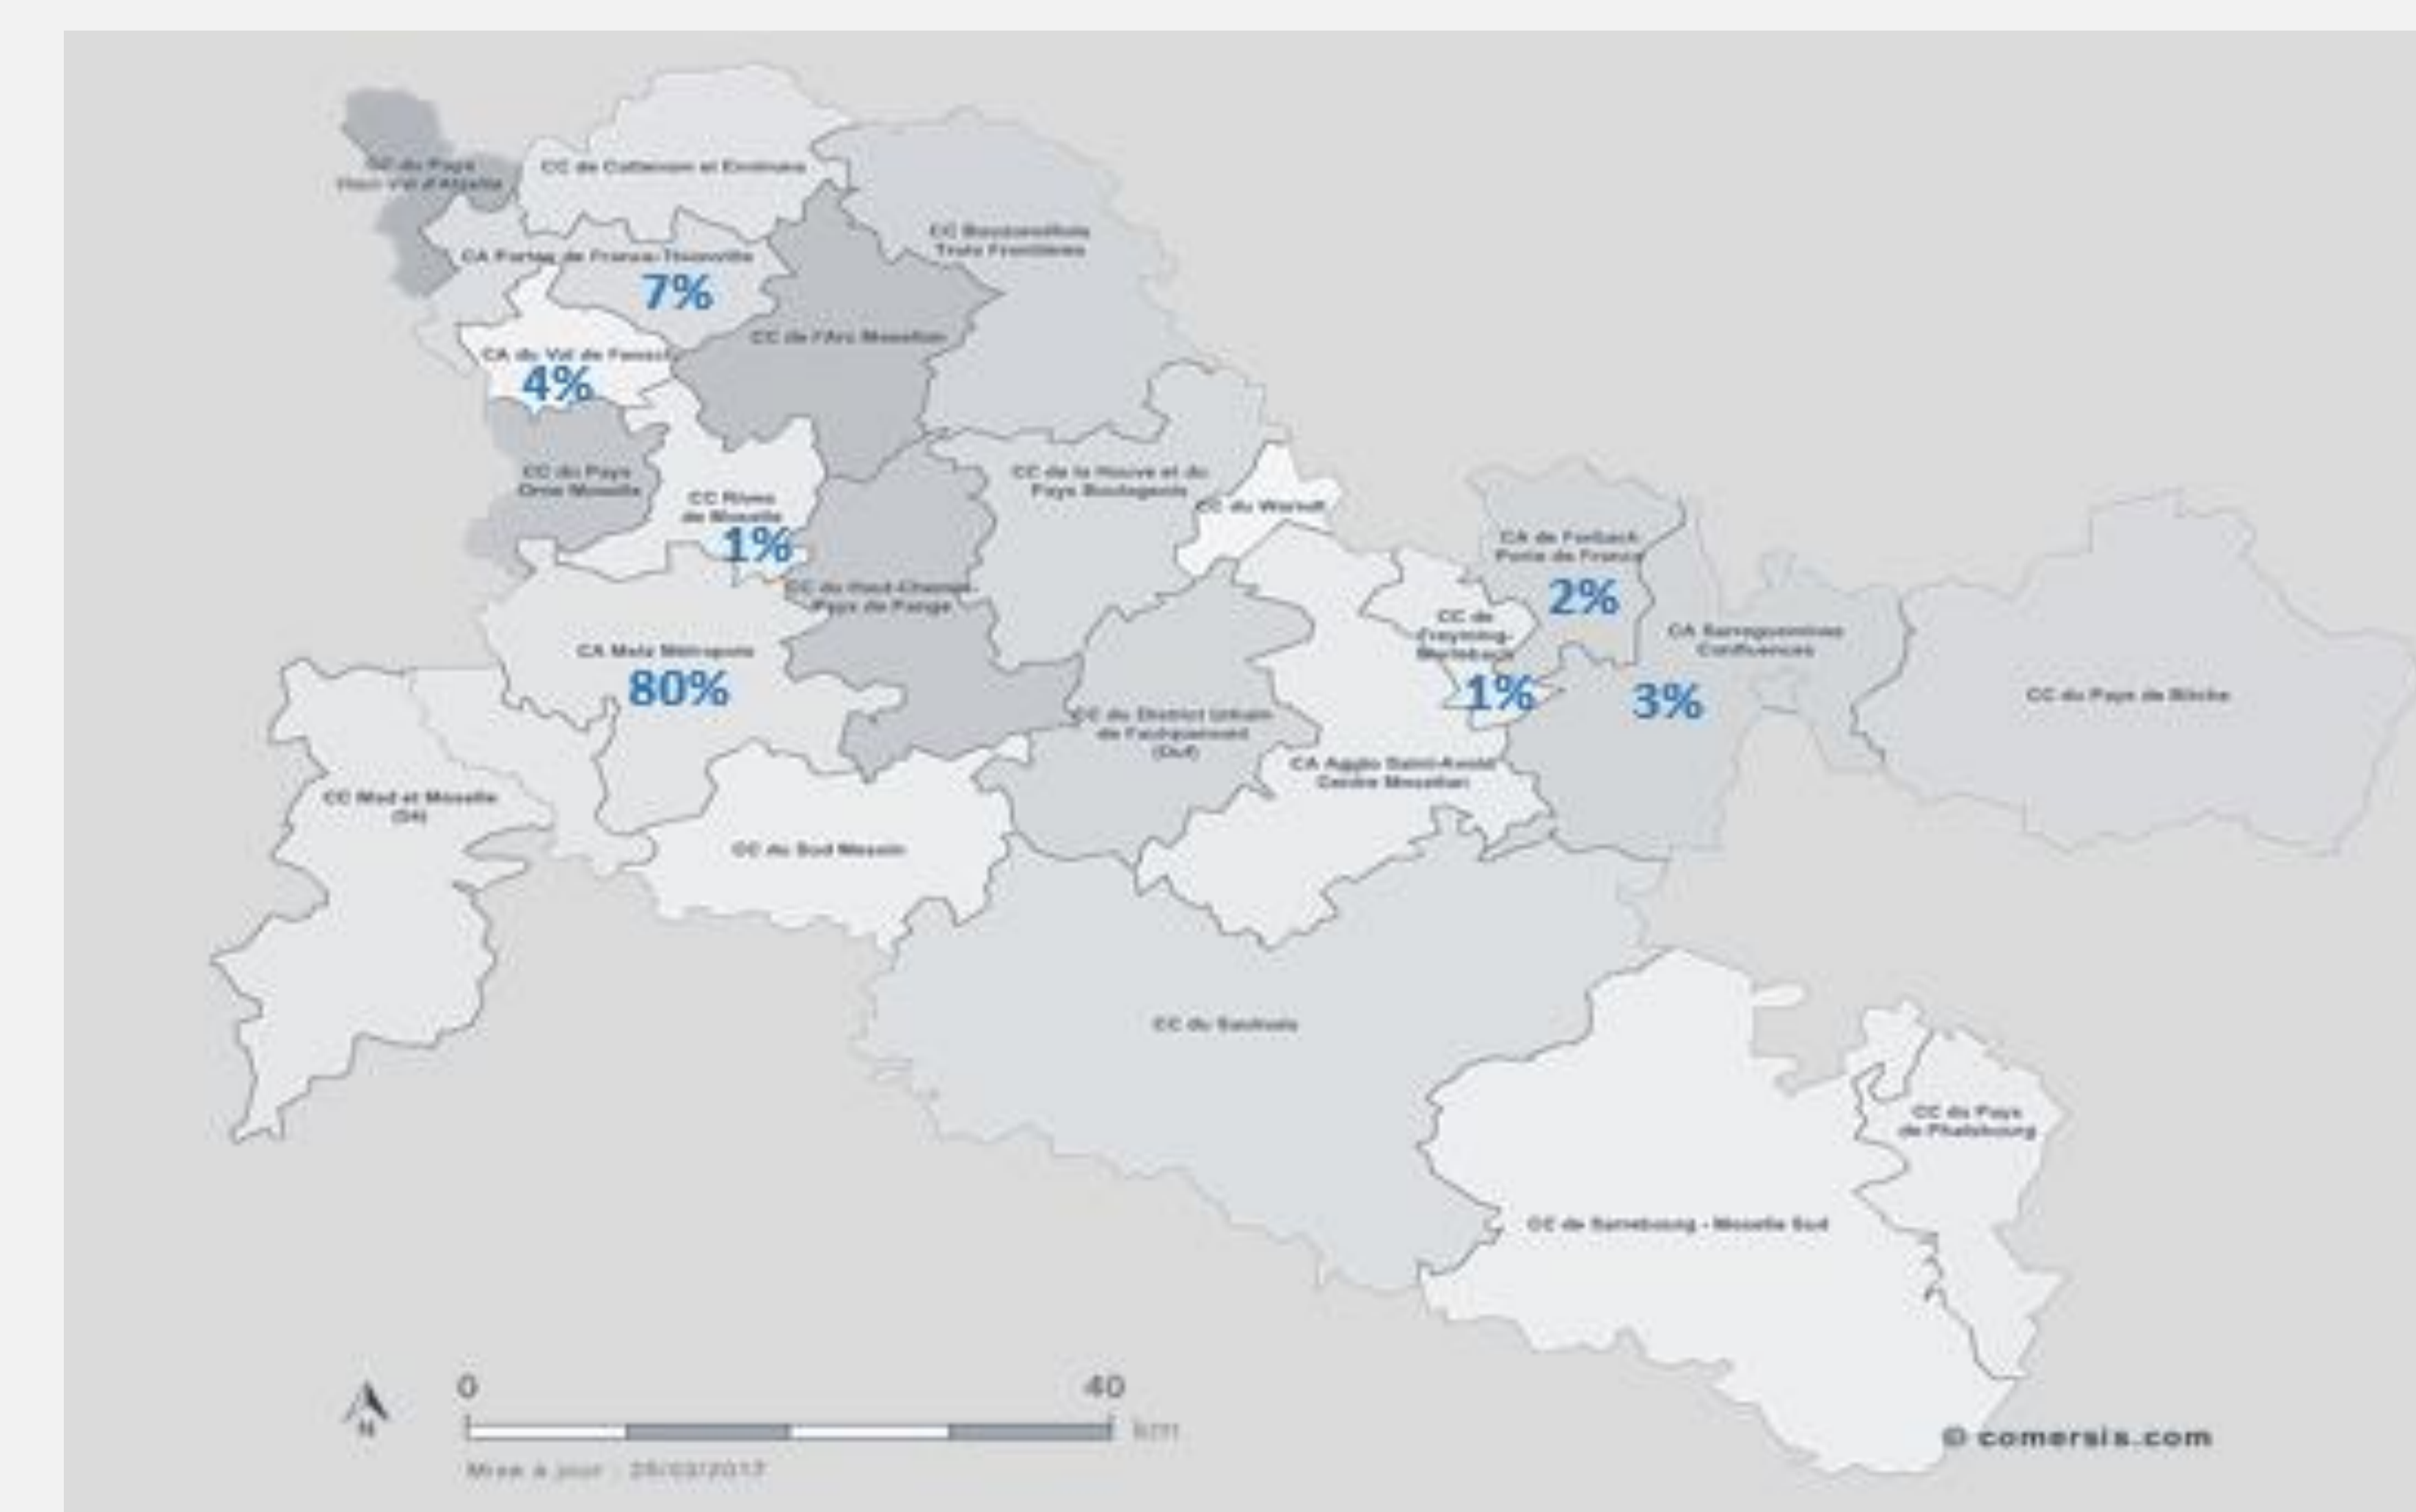 CC du Pays
Haut Val d'Alzette
CC de Cattenom et Environs
CC Bouzonvillois
Trois Frontières
CA Portes de France-Thionville
7%
CC de l'Arc Mosellan
CA du Val de Fensch
4%
CC du Pays
Orne Moselle
CC Rives
de Moselle
1%
CC de la Houve et du
Pays Boulageois
CC du Warndt
CA de Forbach
Porte de France
2%
CC du Haut-Chemin
Pays de Pange
CC de
Freyming-
Merlebach
1%
CA Sarreguemines
Confluences
3%
CC du Pays de Bitche
CA Metz Métropole
80%
CC du District Urbain
de Faulquemont
(Duf)
CA Agglo Saint-Avold
Centre Mosellan
CC Mad et Moselle
(54)
CC du Sud Messin
CC du Saulnois
CC du Pays
de Phalsbourg
CC de Sarrebourg - Moselle Sud
0
40
km
N
Mise à jour :
© comersis.com